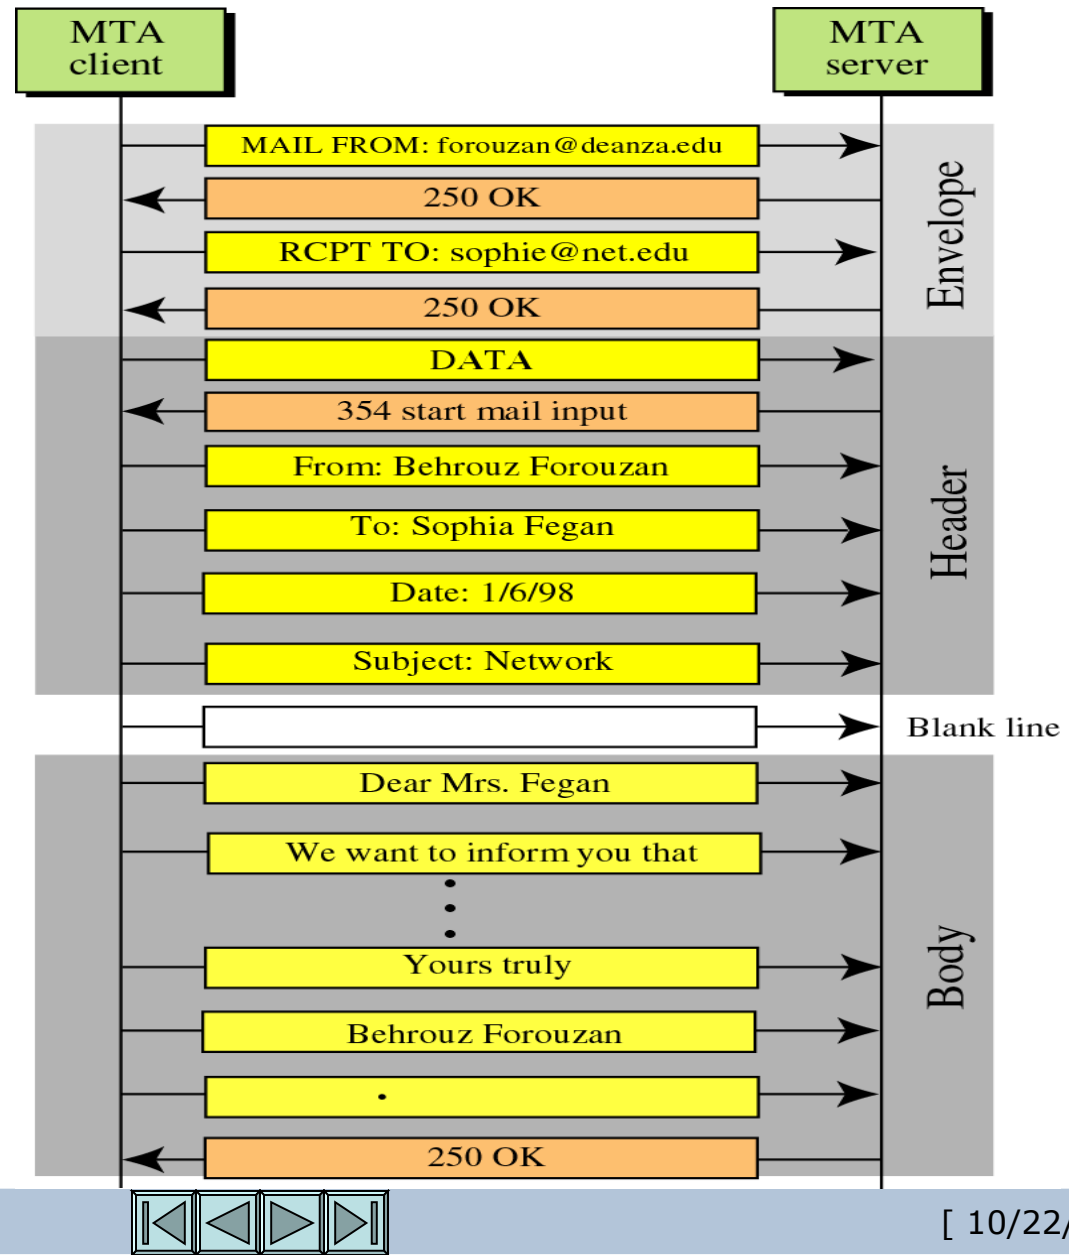 MTA
client
MTA
server
MAIL FROM: forouzan@deanza.edu
250 OK
RCPT TO: sophie@net.edu
250 OK
Envelope
DATA
354 start mail input
From: Behrouz Forouzan
To: Sophia Fegan
Date: 1/6/98
Subject: Network
Header
Blank line
Dear Mrs. Fegan
We want to inform you that
Yours truly
Behrouz Forouzan
.
250 OK
Body
[ 10/22/